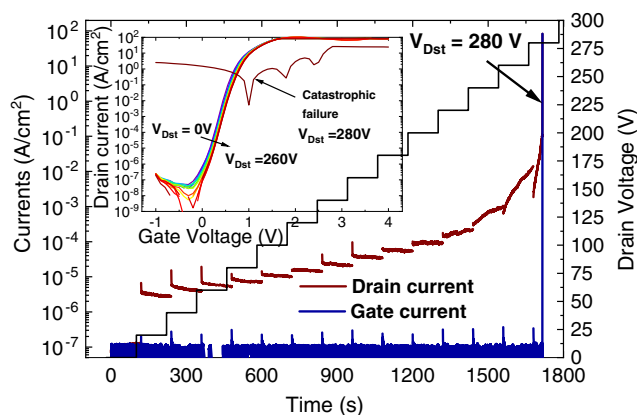 Currents (A/cm²)
10²
10¹
10⁰
10⁻¹
10⁻²
10⁻³
10⁻⁴
10⁻⁵
10⁻⁶
10⁻⁷
0 300 600 900 1200 1500 1800
Time (s)
Drain Voltage (V)
300
275
250
225
200
175
150
125
100
75
50
25
0
V_Dst = 280 V
Drain current
Gate current
Drain current (A/cm²)
10²
10¹
10⁰
10⁻¹
10⁻²
10⁻³
10⁻⁴
10⁻⁵
10⁻⁶
10⁻⁷
10⁻⁸
10⁻⁹
-1 0 1 2 3 4
Gate Voltage (V)
Catastrophic
failure
V_Dst =280V
V_Dst = 0V
V_Dst =260V